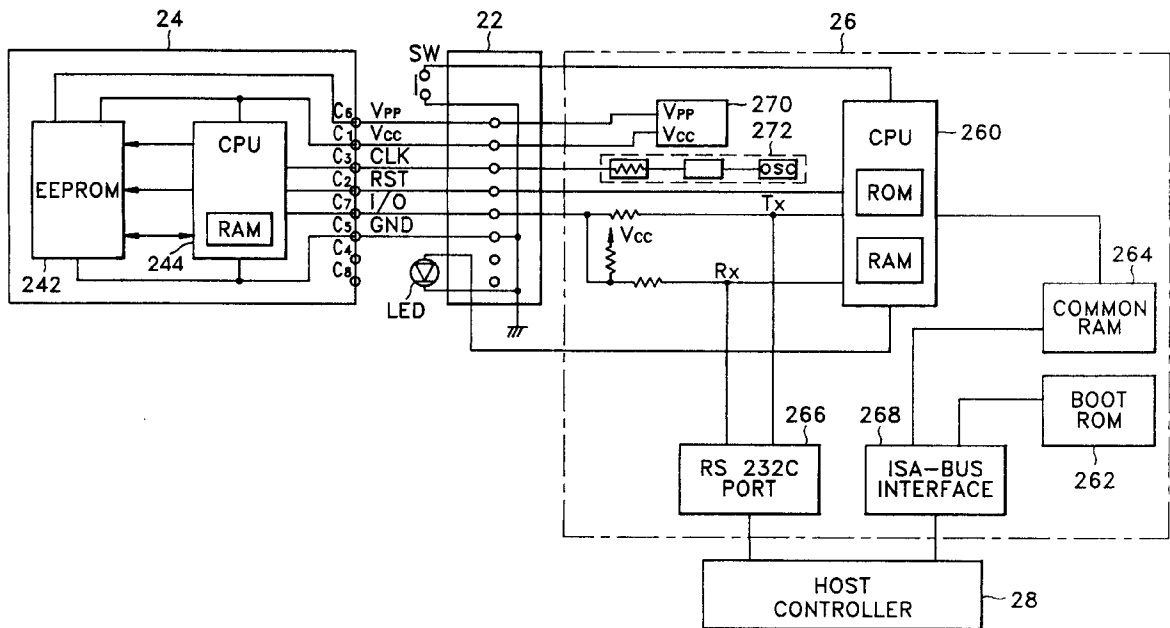 24
22
26
SW
C6 VPP
C1 VCC
C3 CLK
C2 RST
C7 I/O
C5 GND
C4
C8
EEPROM
CPU
RAM
242
244
LED
VPP
VCC
270
272
OSC
CPU
ROM
RAM
260
Tx
VCC
Rx
264
COMMON
RAM
BOOT
ROM
262
266
268
RS 232C
PORT
ISA-BUS
INTERFACE
HOST
CONTROLLER
28